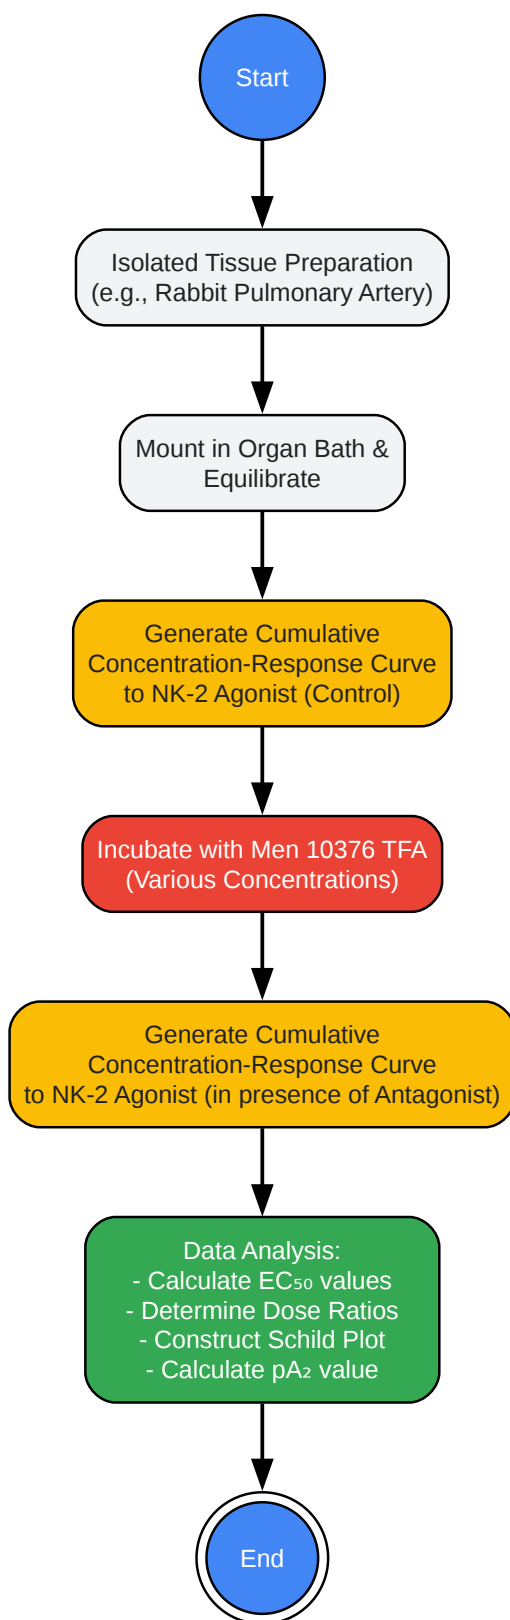 Start
Isolated Tissue Preparation
(e.g., Rabbit Pulmonary Artery)
Mount in Organ Bath &
Equilibrate
Generate Cumulative
Concentration-Response Curve
to NK-2 Agonist (Control)
Incubate with Men 10376 TFA
(Various Concentrations)
Generate Cumulative
Concentration-Response Curve
to NK-2 Agonist (in presence of Antagonist)
Data Analysis:
- Calculate EC₅₀ values
- Determine Dose Ratios
- Construct Schild Plot
- Calculate pA₂ value
End